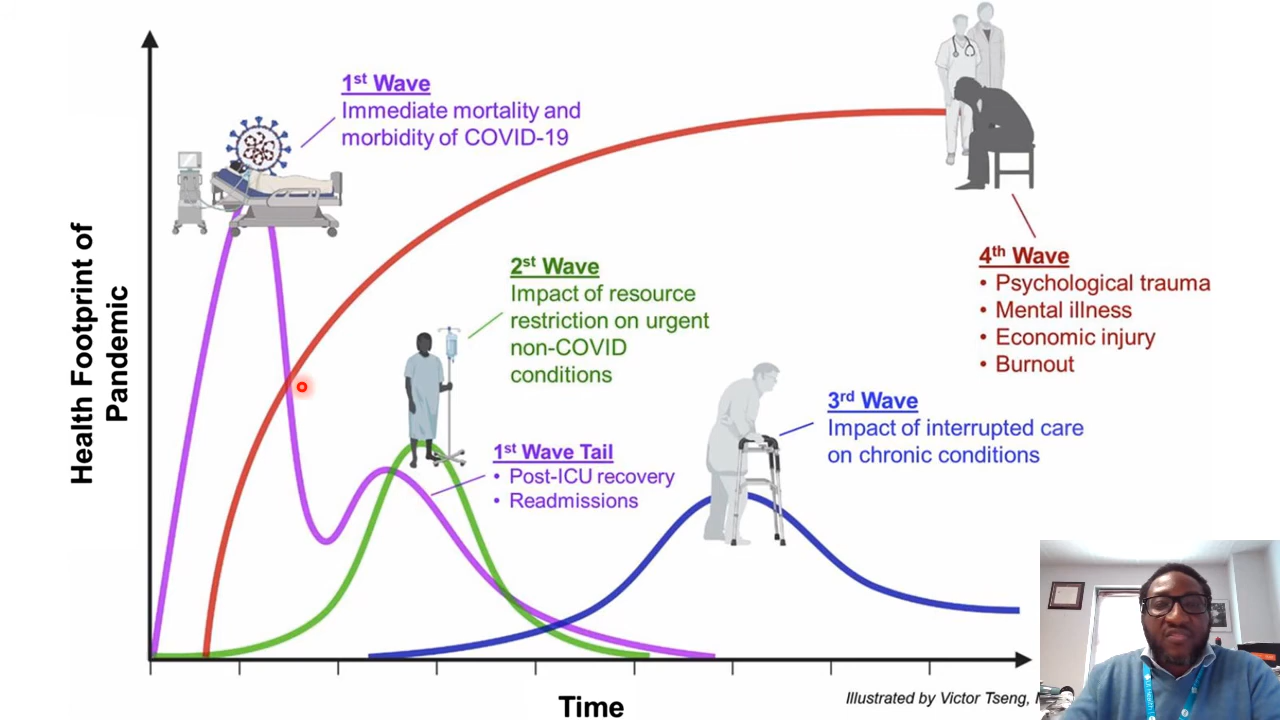 1st Wave
Immediate mortality and
morbidity of COVID-19
2st Wave
Impact of resource
restriction on urgent
non-COVID
conditions
1st Wave Tail
• Post-ICU recovery
• Readmissions
3rd Wave
Impact of interrupted care
on chronic conditions
4th Wave
• Psychological trauma
• Mental illness
• Economic injury
• Burnout
Health Footprint of
Pandemic
Time
Illustrated by Victor Tseng,